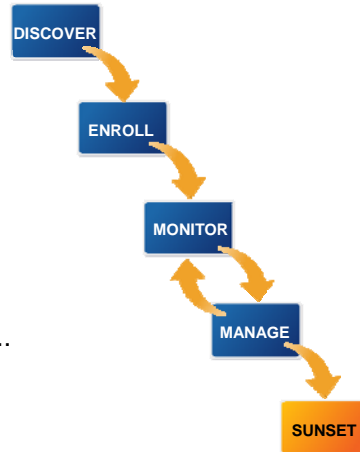 DISCOVER
ENROLL
MONITOR
MANAGE
..
SUNSET